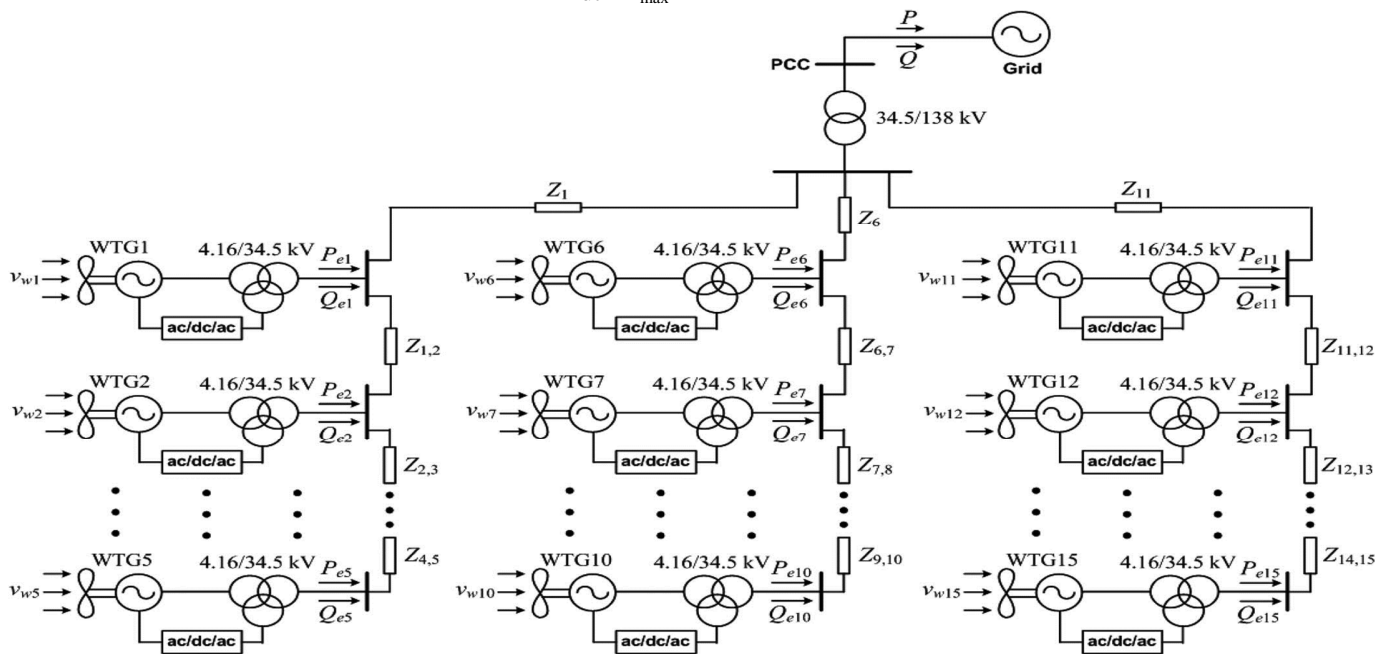 max
P
Q
PCC
Grid
34.5/138 kV
Z1
Z6
Z11
WTG1 4.16/34.5 kV Pe1
vw1
Qe1
ac/dc/ac
Z1,2
WTG6 4.16/34.5 kV Pe6
vw6
Qe6
ac/dc/ac
Z6,7
WTG11 4.16/34.5 kV Pe11
vw11
Qe11
ac/dc/ac
Z11,12
WTG2 4.16/34.5 kV Pe2
vw2
Qe2
ac/dc/ac
Z2,3
WTG7 4.16/34.5 kV Pe7
vw7
Qe7
ac/dc/ac
Z7,8
WTG12 4.16/34.5 kV Pe12
vw12
Qe12
ac/dc/ac
Z12,13
WTG5 4.16/34.5 kV Pe5
Z4,5
vw5
Qe5
ac/dc/ac
WTG10 4.16/34.5 kV Pe10
Z9,10
vw10
Qe10
ac/dc/ac
WTG15 4.16/34.5 kV Pe15
Z14,15
vw15
Qe15
ac/dc/ac